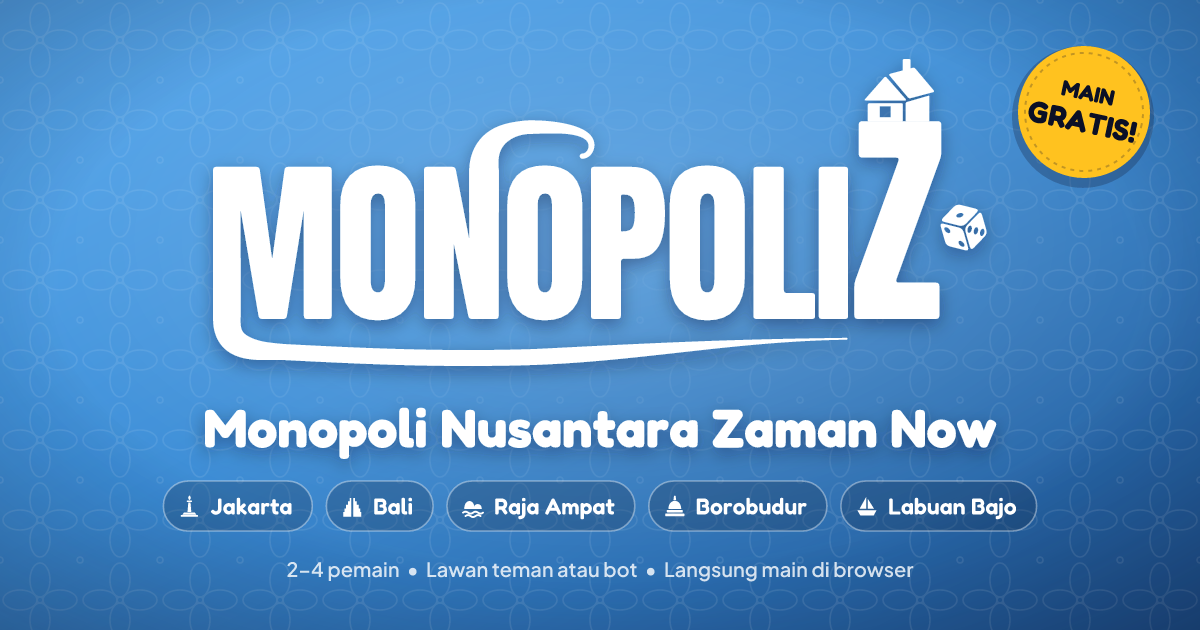 MONOPOLIZ
MAIN
GRATIS!
Monopoli Nusantara Zaman Now
Jakarta
Bali
Raja Ampat
Borobudur
Labuan Bajo
2–4 pemain • Lawan teman atau bot • Langsung main di browser